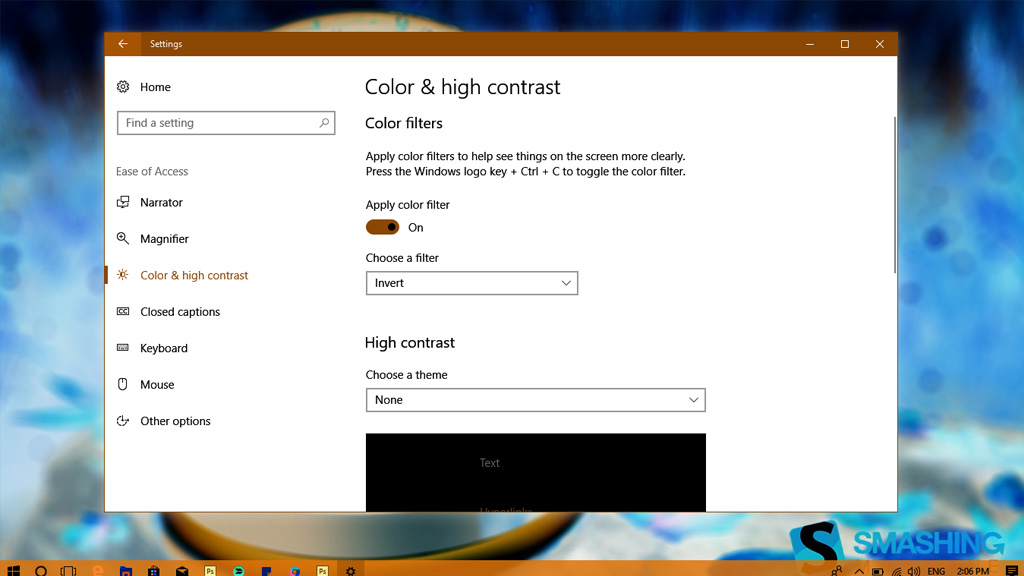 Settings
Home
Find a setting
Ease of Access
Narrator
Magnifier
Color & high contrast
Closed captions
Keyboard
Mouse
Other options
Color & high contrast
Color filters
Apply color filters to help see things on the screen more clearly.
Press the Windows logo key + Ctrl + C to toggle the color filter.
Apply color filter
On
Choose a filter
Invert
High contrast
Choose a theme
None
Text
Hyperlinks
S SMASHING
Ps
Ps
ENG
2:06 PM